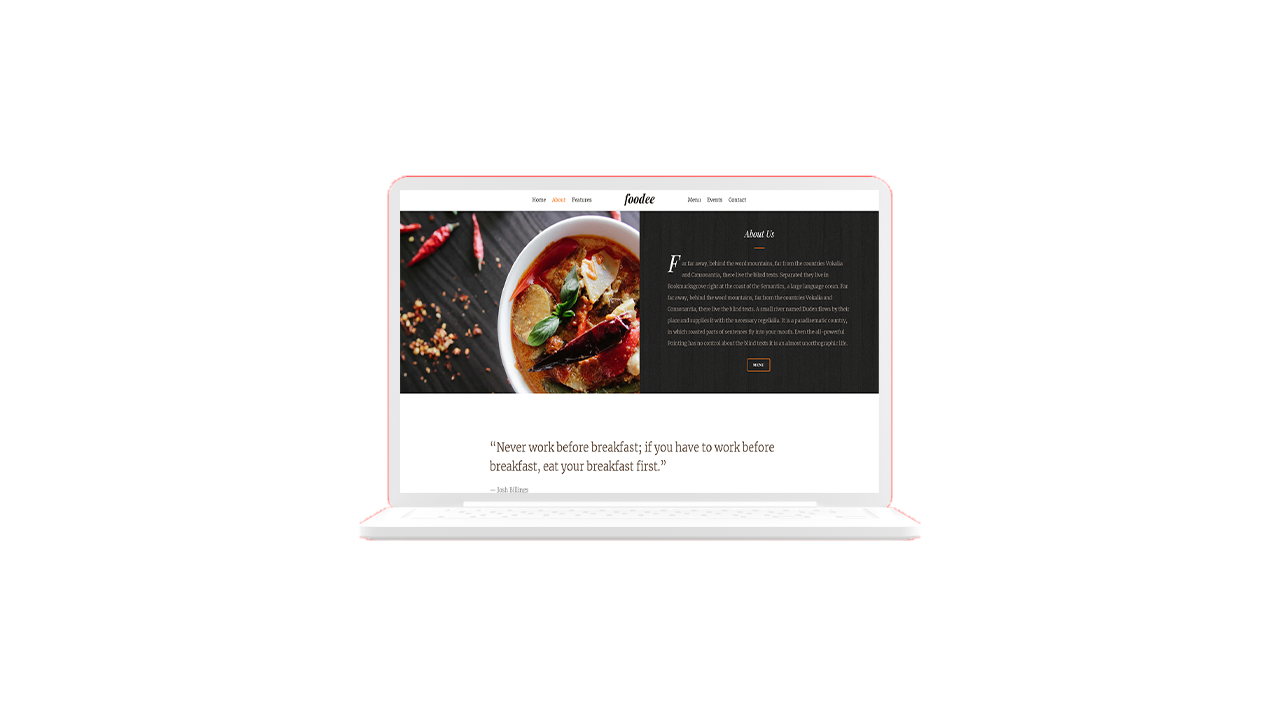 Home About Features foodee Menu Events Contact
About Us
Far far away, behind the word mountains, far from the countries Vokalia
and Consonantia, there live the blind texts. Separated they live in
Bookmarksgrove right at the coast of the Semantics, a large language ocean. Far
far away, behind the word mountains, far from the countries Vokalia and
Consonantia, there live the blind texts. A small river named Duden flows by their
place and supplies it with the necessary regelialia. It is a paradisematic country,
in which roasted parts of sentences fly into your mouth. Even the all-powerful
Pointing has no control about the blind texts it is an almost unorthographic life.
MENU
“Never work before breakfast; if you have to work before
breakfast, eat your breakfast first.”
— Josh Billings